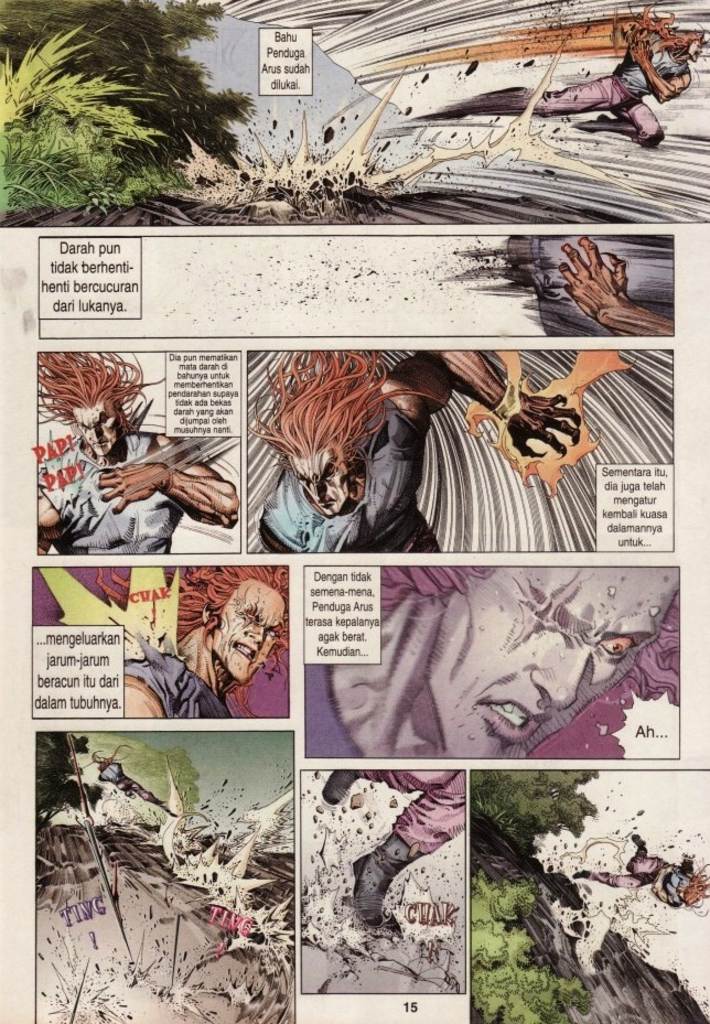 Bahu
Penduga
Arus sudah
dilukai.
Darah pun
tidak berhenti-
henti bercucuran
dari lukanya.
Dia pun mematikan
mata darah di
bahunya untuk
memberhentikan
pendarahan supaya
tidak ada bekas
darah yang akan
dijumpai oleh
musuhnya nanti.
PAP!
PAP!
Sementara itu,
dia juga telah
mengatur
kembali kuasa
dalamannya
untuk...
CHAK
!
...mengeluarkan
jarum-jarum
beracun itu dari
dalam tubuhnya.
Dengan tidak
semena-mena,
Penduga Arus
terasa kepalanya
agak berat.
Kemudian...
Ah...
TING
!
TING
!
CHAK
15